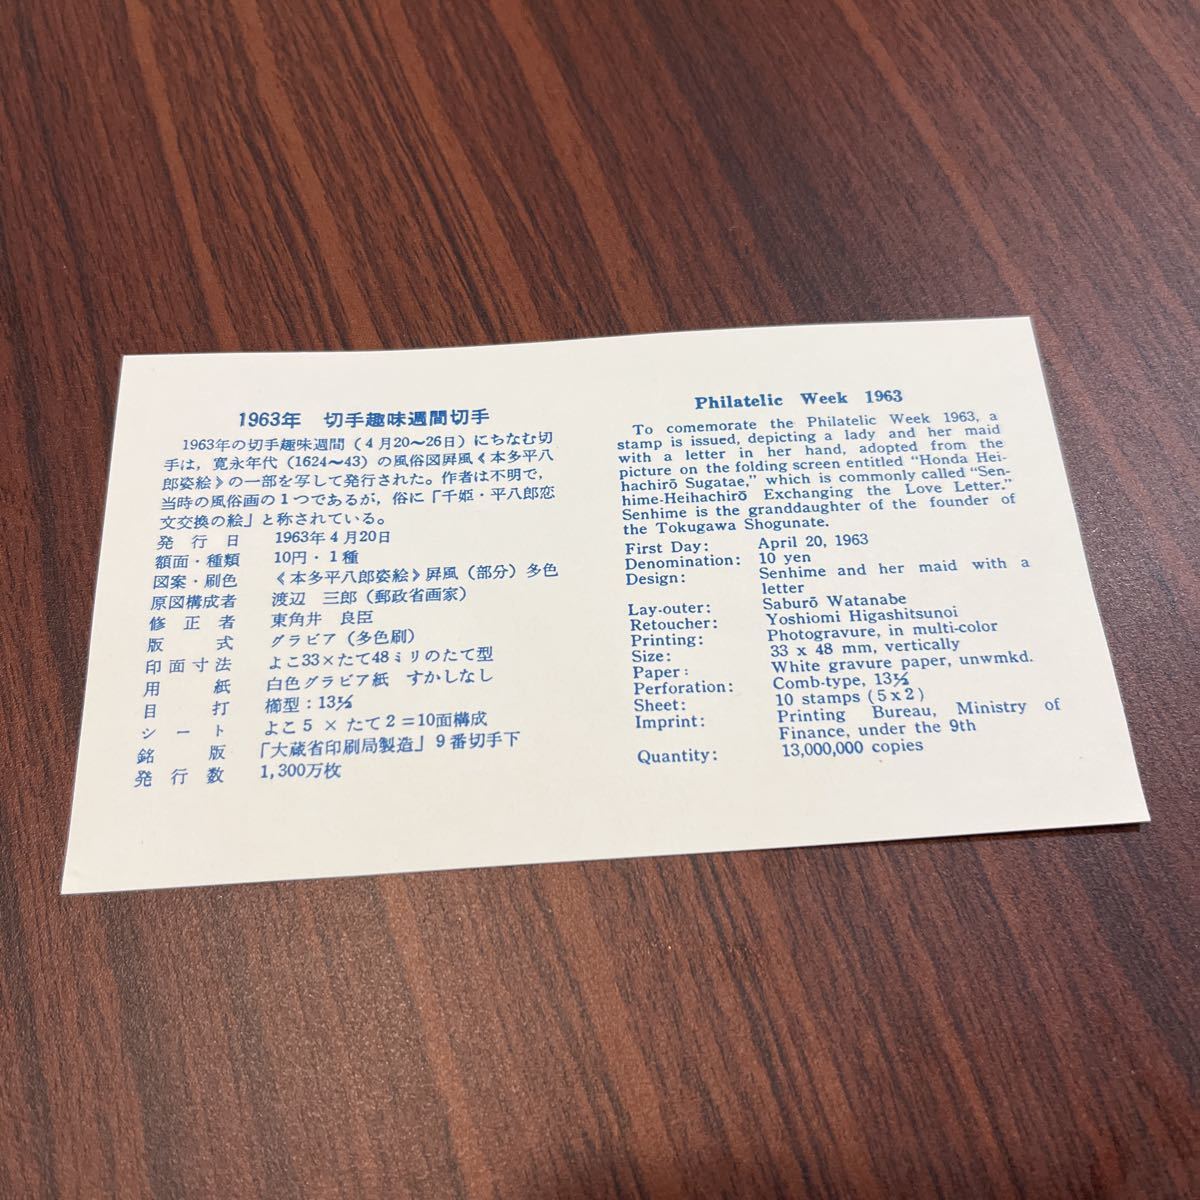 1963年　切手趣味週間切手
1963年の切手趣味週間（4月20〜26日）にちなむ切
手は，寛永年代（1624〜43）の風俗図屛風《本多平八
郎姿絵》の一部を写して発行された。作者は不明で，
当時の風俗画の1つであるが，俗に「千姫・平八郎恋
文交換の絵」と称されている。
発　行　日　1963年4月20日
額面・種類　10円・1種
図案・刷色　《本多平八郎姿絵》屛風（部分）多色
原図構成者　渡辺　三郎（郵政省画家）
修　正　者　東角井　良臣
版　　　式　グラビア（多色刷）
印面寸法　よこ33×たて48ミリのたて型
用　　　紙　白色グラビア紙　すかしなし
目　　　打　櫛型：13½
シ　ー　ト　よこ5×たて2＝10面構成
銘　　　版　「大蔵省印刷局製造」9番切手下
発　行　数　1,300万枚
Philatelic Week 1963
To comemorate the Philatelic Week 1963, a
stamp is issued, depicting a lady and her maid
with a letter in her hand, adopted from the
picture on the folding screen entitled “Honda Hei-
hachirō Sugatae,” which is commonly called “Sen-
hime-Heihachirō Exchanging the Love Letter.”
Senhime is the granddaughter of the founder of
the Tokugawa Shogunate.
First Day: April 20, 1963
Denomination: 10 yen
Design: Senhime and her maid with a
letter
Lay-outer: Saburō Watanabe
Retoucher: Yoshiomi Higashitsunoi
Printing: Photogravure, in multi-color
Size: 33 x 48 mm, vertically
Paper: White gravure paper, unwmkd.
Perforation: Comb-type, 13½
Sheet: 10 stamps (5x2)
Imprint: Printing Bureau, Ministry of
Finance, under the 9th
Quantity: 13,000,000 copies